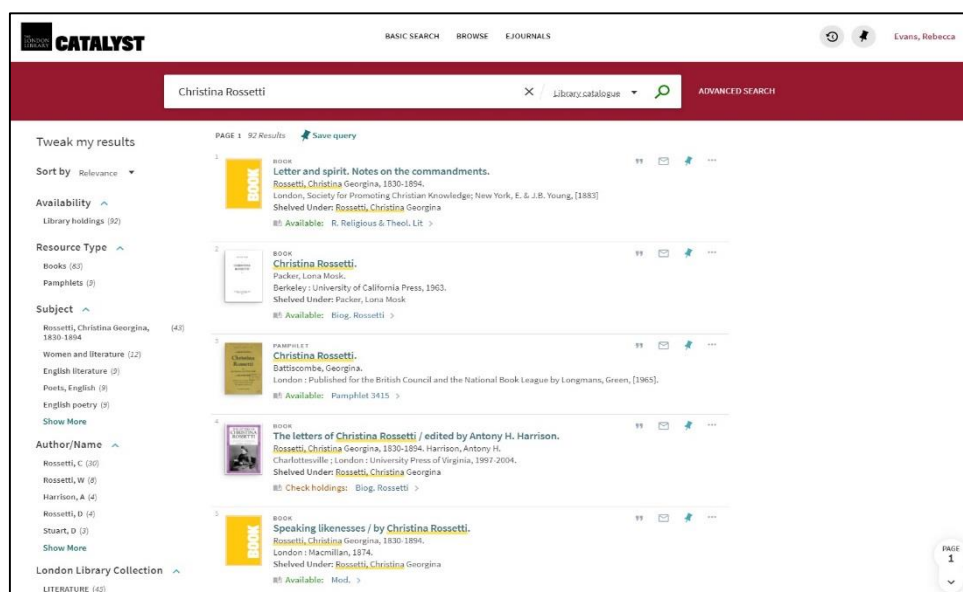 THE LONDON LIBRARY CATALYST
BASIC SEARCH BROWSE EJOURNALS
Evans, Rebecca
Christina Rossetti
Library catalogue
ADVANCED SEARCH
Tweak my results
Sort by Relevance
Availability
Library holdings (92)
Resource Type
Books (83)
Pamphlets (3)
Subject
Rossetti, Christina Georgina, 1830-1894 (43)
Women and literature (12)
English literature (9)
Poets, English (9)
English poetry (5)
Show More
Author/Name
Rossetti, C (30)
Rossetti, W (8)
Harrison, A (4)
Rossetti, D (4)
Stuart, D (3)
Show More
London Library Collection
LITERATURE (45)
PAGE 1 92 Results Save query
1
BOOK
BOOK
Letter and spirit. Notes on the commandments.
Rossetti, Christina Georgina, 1830-1894.
London, Society for Promoting Christian Knowledge; New York, E. & J.B. Young, [1883]
Shelved Under: Rossetti, Christina Georgina
Available: R. Religious & Theol. Lit >
2
BOOK
Christina Rossetti.
Packer, Lona Mosk.
Berkeley : University of California Press, 1963.
Shelved Under: Packer, Lona Mosk
Available: Biog. Rossetti >
3
PAMPHLET
Christina Rossetti.
Battiscombe, Georgina.
London : Published for the British Council and the National Book League by Longmans, Green, [1965].
Available: Pamphlet 3415 >
4
BOOK
The letters of Christina Rossetti / edited by Antony H. Harrison.
Rossetti, Christina Georgina, 1830-1894. Harrison, Antony H.
Charlottesville ; London : University Press of Virginia, 1997-2004.
Shelved Under: Rossetti, Christina Georgina
Check holdings: Biog. Rossetti >
5
BOOK
BOOK
Speaking likenesses / by Christina Rossetti.
Rossetti, Christina Georgina, 1830-1894.
London : Macmillan, 1874.
Shelved Under: Rossetti, Christina Georgina
Available: Mod. >
PAGE
1